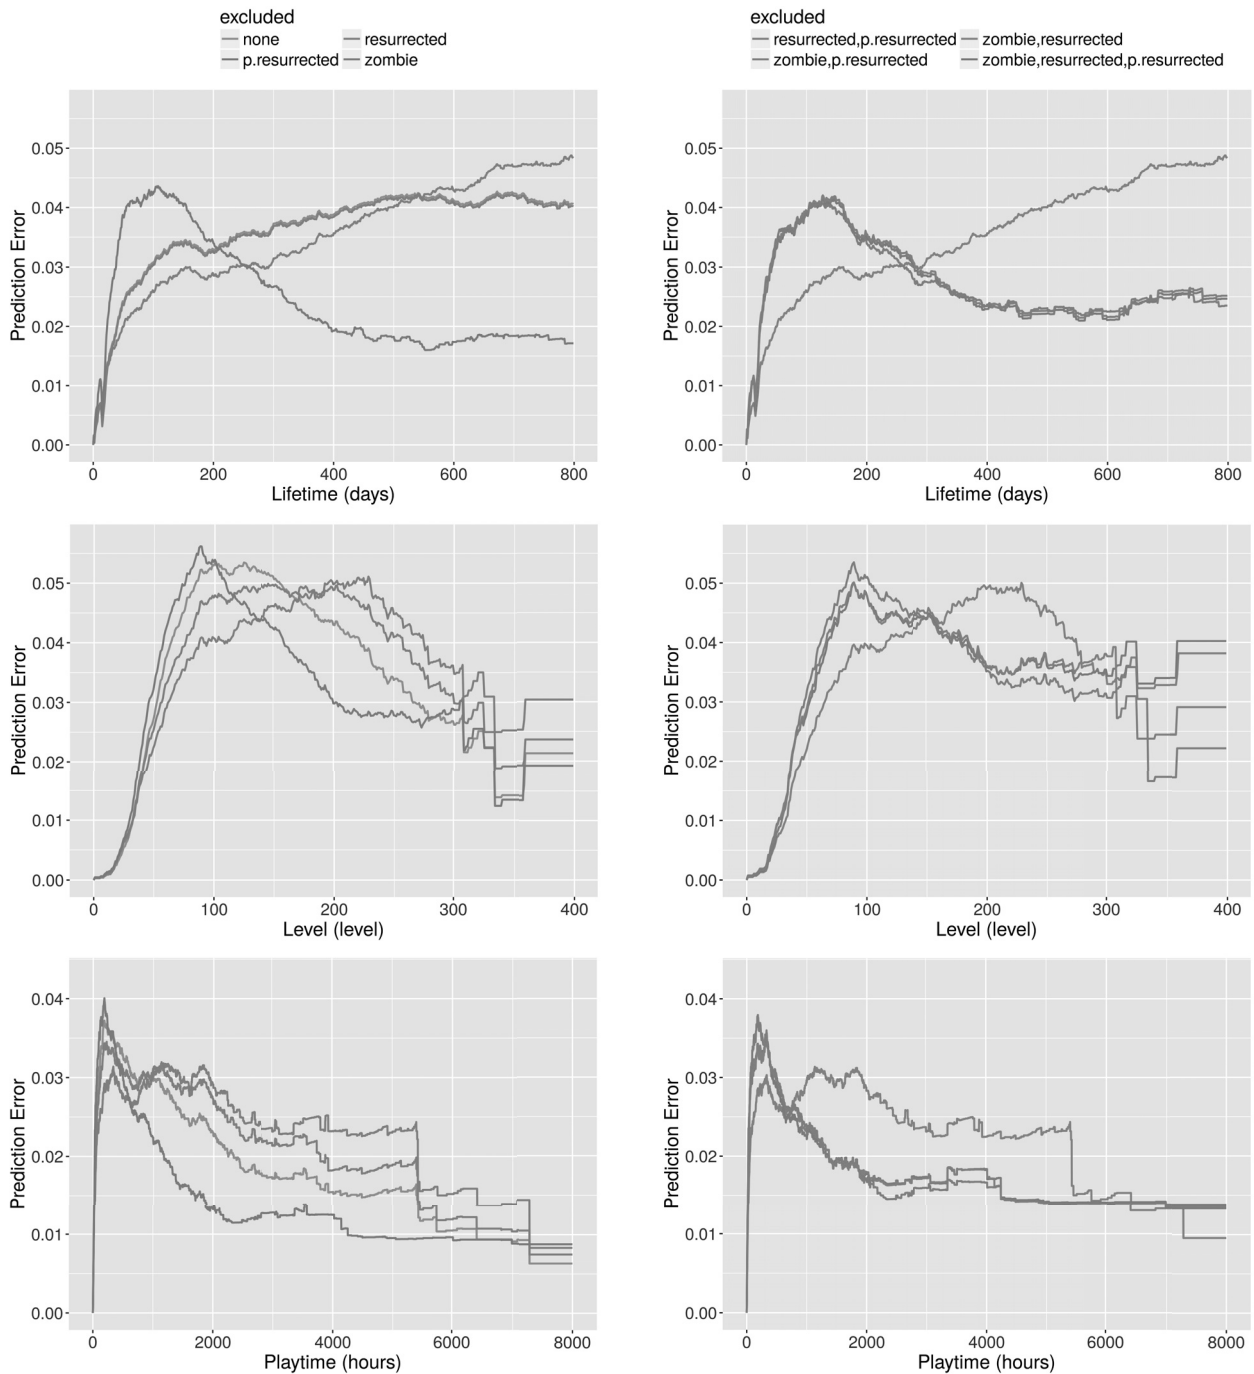 excluded
none resurrected
p.resurrected zombie
excluded
resurrected,p.resurrected zombie,resurrected
zombie,p.resurrected zombie,resurrected,p.resurrected
Prediction Error
0.05
0.04
0.03
0.02
0.01
0.00
0 200 400 600 800
Lifetime (days)
Prediction Error
0.05
0.04
0.03
0.02
0.01
0.00
0 200 400 600 800
Lifetime (days)
Prediction Error
0.05
0.04
0.03
0.02
0.01
0.00
0 100 200 300 400
Level (level)
Prediction Error
0.05
0.04
0.03
0.02
0.01
0.00
0 100 200 300 400
Level (level)
Prediction Error
0.04
0.03
0.02
0.01
0.00
0 2000 4000 6000 8000
Playtime (hours)
Prediction Error
0.04
0.03
0.02
0.01
0.00
0 2000 4000 6000 8000
Playtime (hours)